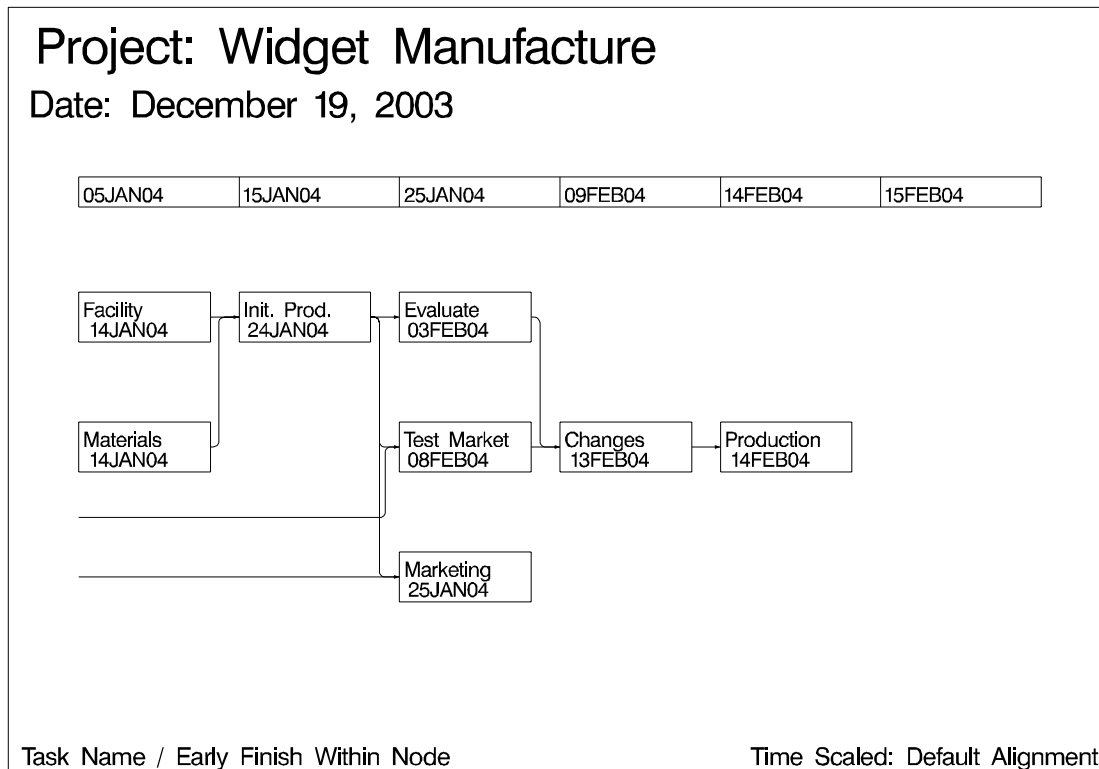 Project: Widget Manufacture
Date: December 19, 2003
05JAN04 15JAN04 25JAN04 09FEB04 14FEB04 15FEB04
Facility
14JAN04
Init. Prod.
24JAN04
Evaluate
03FEB04
Materials
14JAN04
Test Market
08FEB04
Changes
13FEB04
Production
14FEB04
Marketing
25JAN04
Task Name / Early Finish Within Node
Time Scaled: Default Alignment